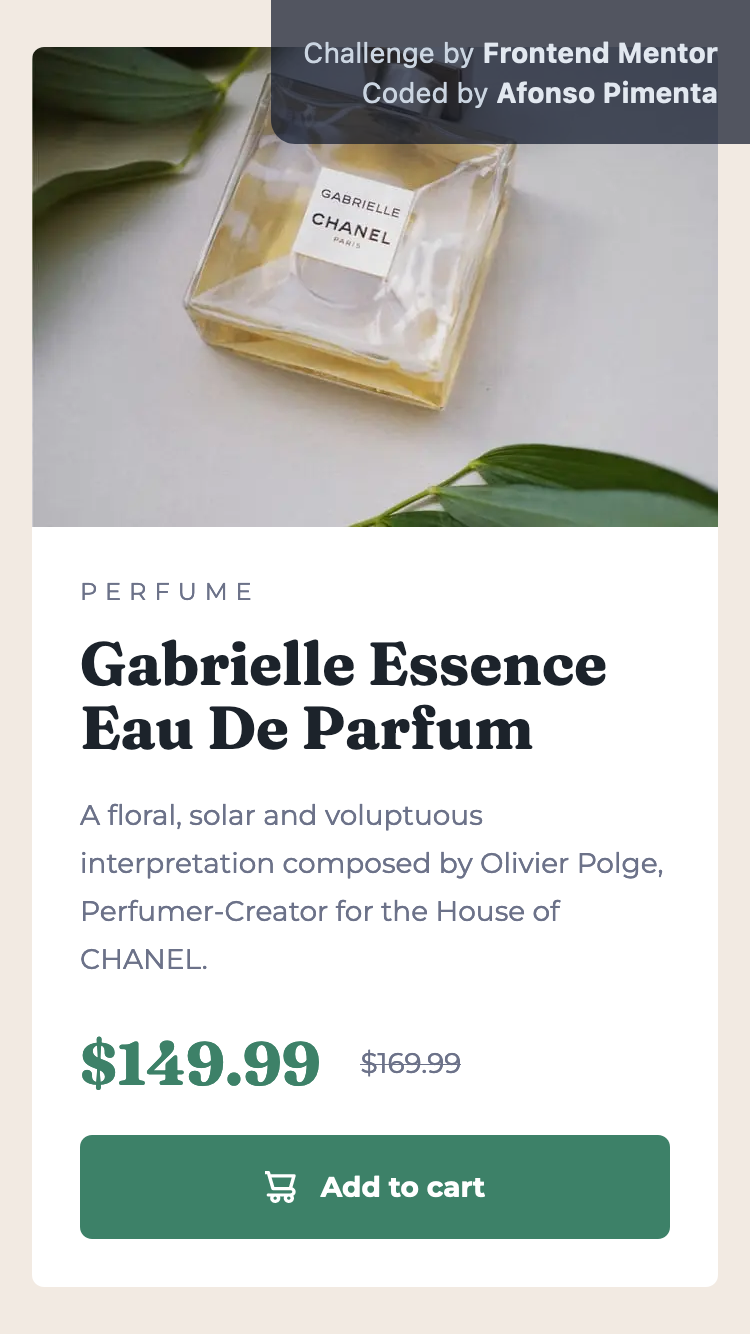 Challenge by Frontend Mentor
Coded by Afonso Pimenta
GABRIELLE
CHANEL
PARIS
PERFUME
Gabrielle Essence
Eau De Parfum
A floral, solar and voluptuous
interpretation composed by Olivier Polge,
Perfumer-Creator for the House of
CHANEL.
$149.99 $169.99
Add to cart